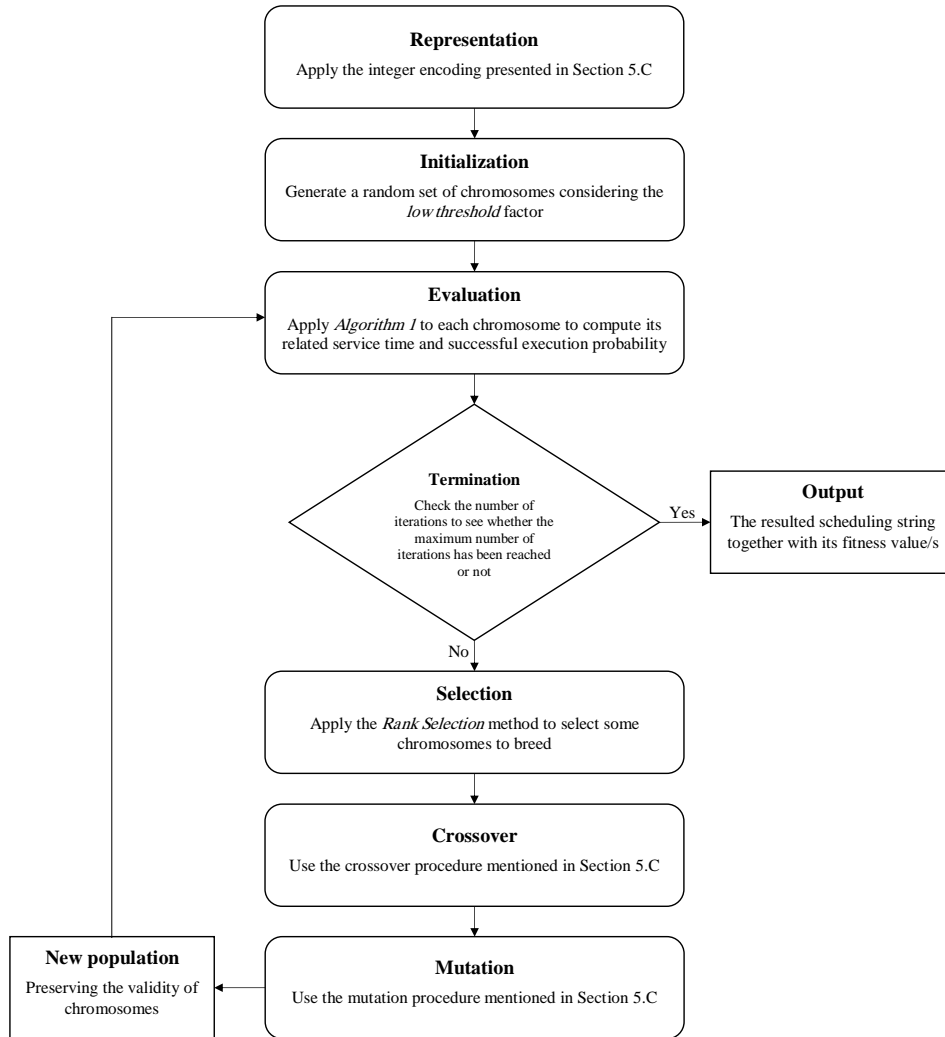 Representation
Apply the integer encoding presented in Section 5.C
Initialization
Generate a random set of chromosomes considering the
low threshold factor
Evaluation
Apply Algorithm 1 to each chromosome to compute its
related service time and successful execution probability
Termination
Check the number of
iterations to see whether the
maximum number of
iterations has been reached
or not
Yes
Output
The resulted scheduling string
together with its fitness value/s
No
Selection
Apply the Rank Selection method to select some
chromosomes to breed
Crossover
Use the crossover procedure mentioned in Section 5.C
Mutation
Use the mutation procedure mentioned in Section 5.C
New population
Preserving the validity of
chromosomes